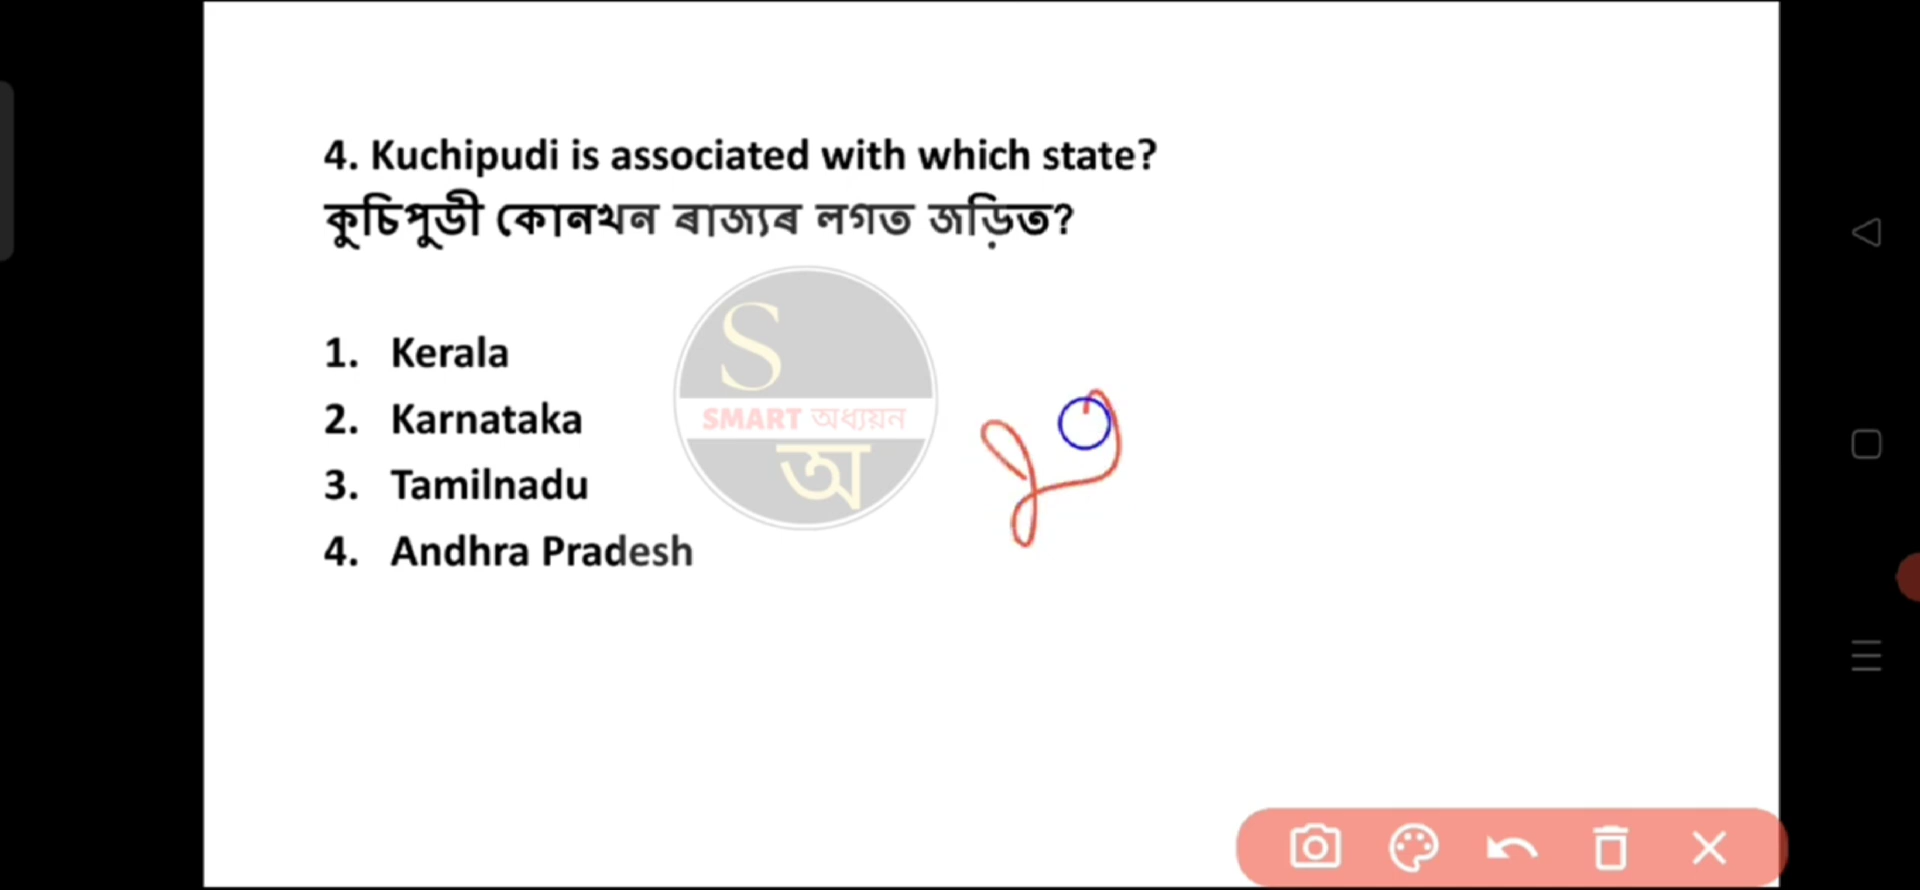 4. Kuchipudi is associated with which state?
কুচিপুডী কোনখন ৰাজ্যৰ লগত জড়িত?
1. Kerala
2. Karnataka
3. Tamilnadu
4. Andhra Pradesh
S
SMART অধ্যয়ন
অ